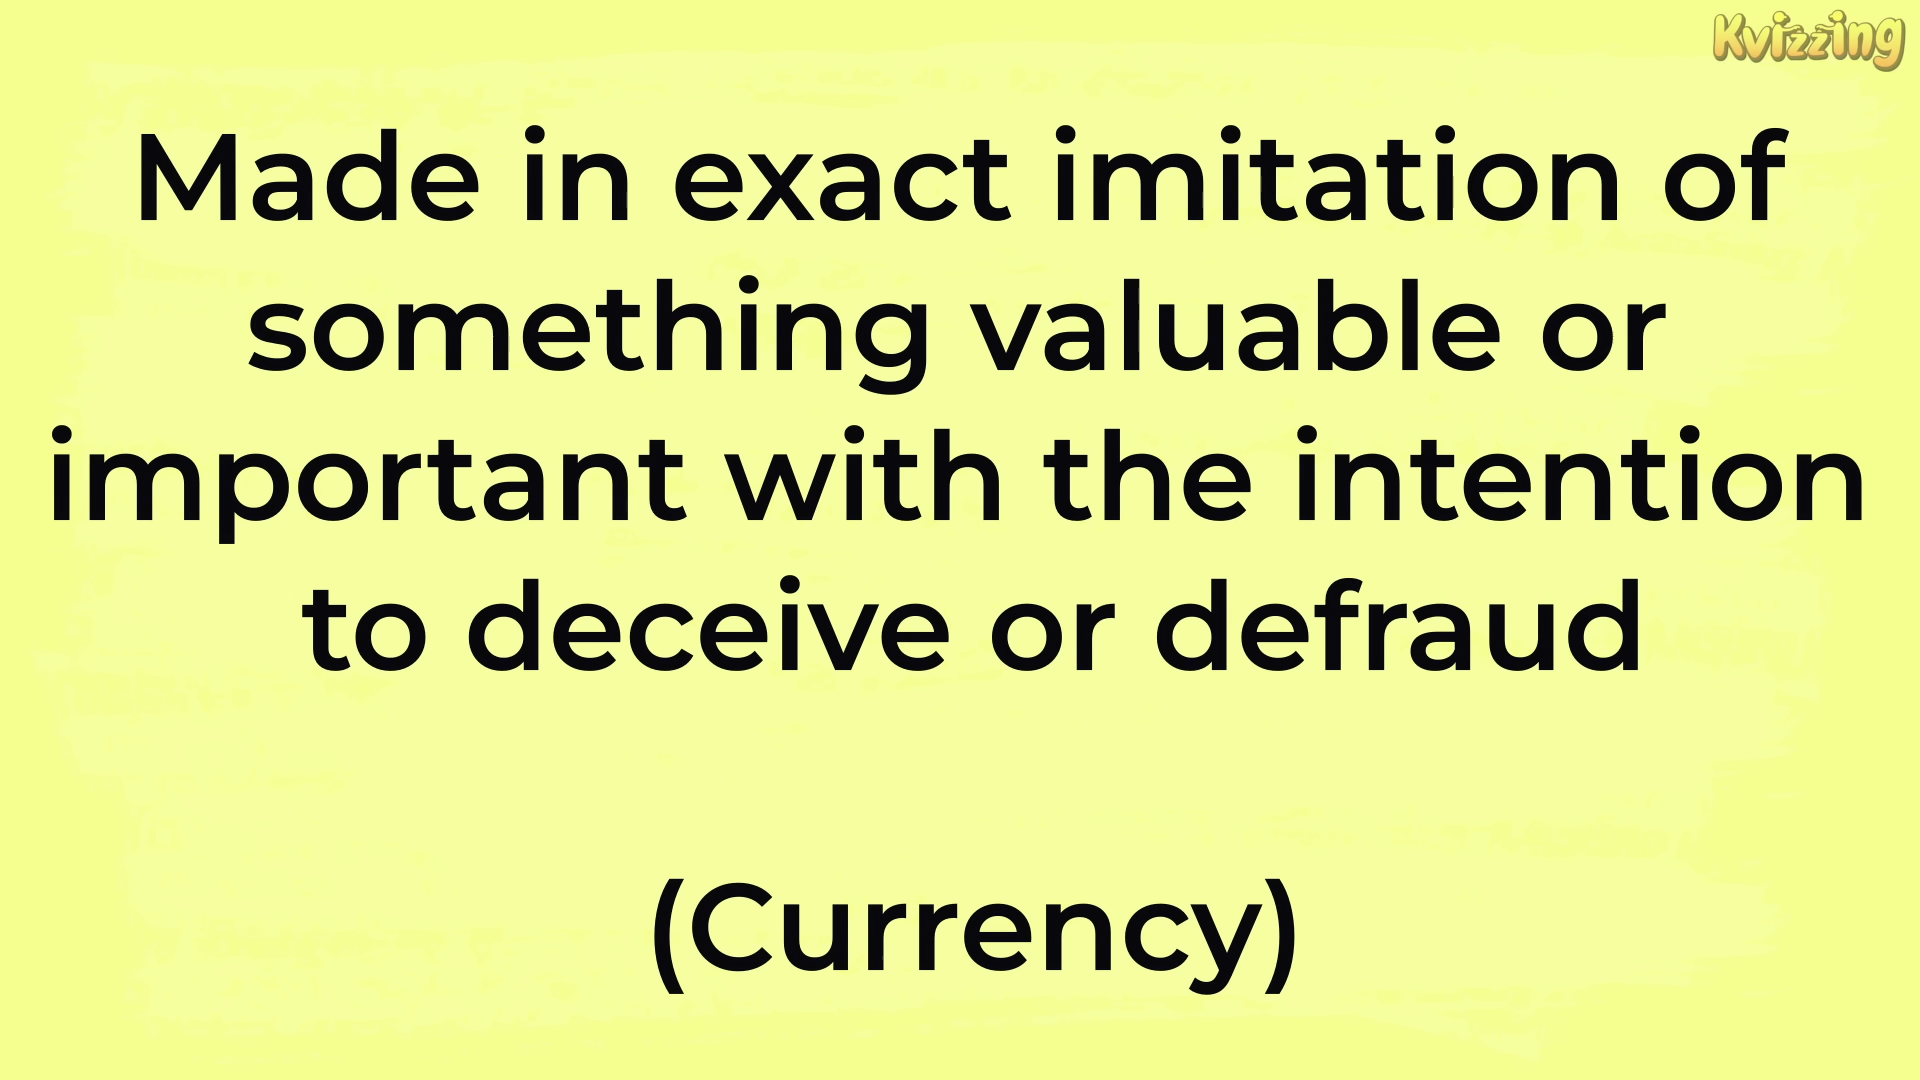 Kvizzing
Made in exact imitation of
something valuable or
important with the intention
to deceive or defraud
(Currency)